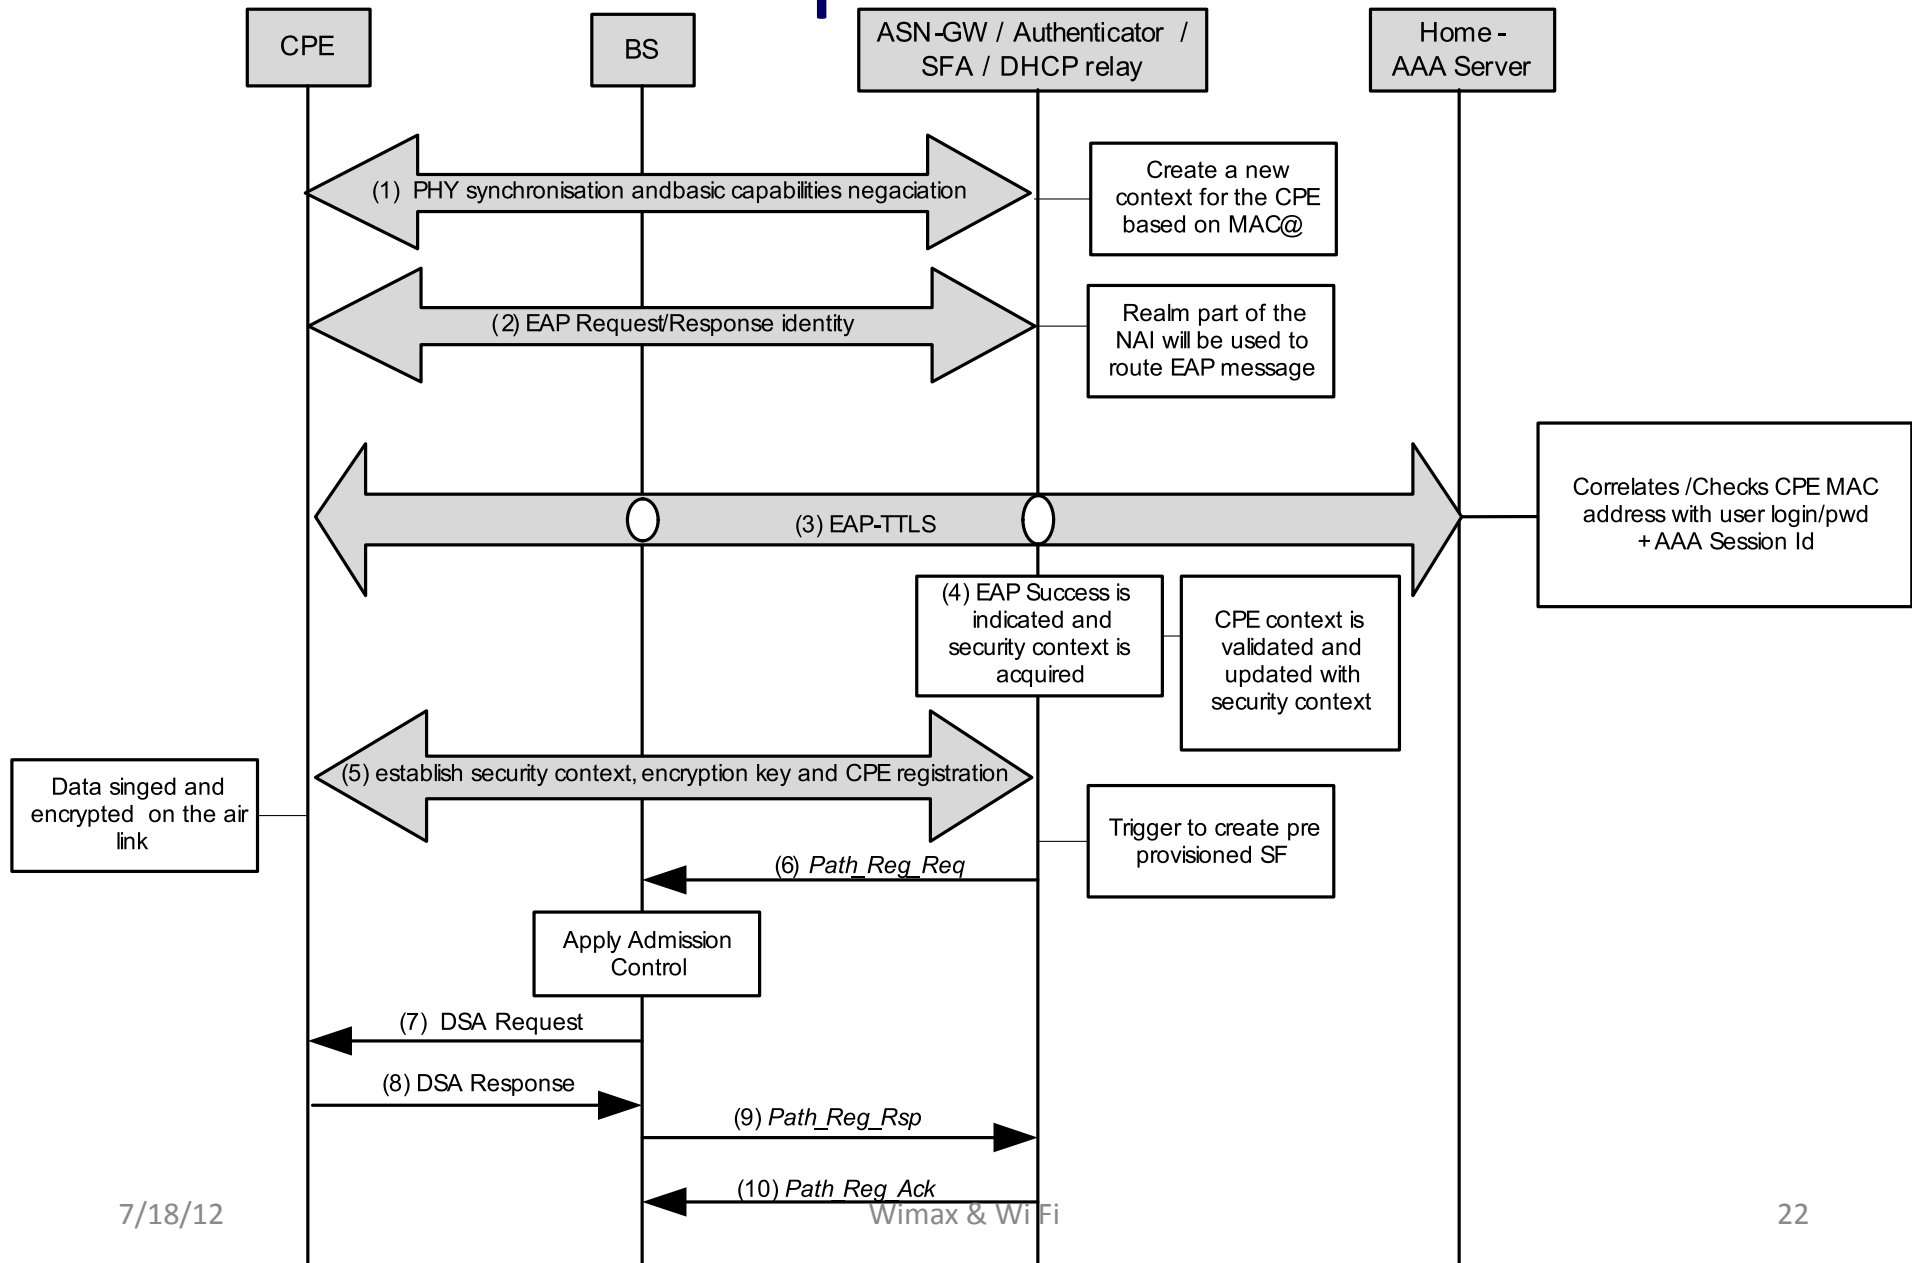 CPE
BS
ASN-GW / Authenticator /
SFA / DHCP relay
Home -
AAA Server
(1) PHY synchronisation andbasic capabilities negaciation
Create a new
context for the CPE
based on MAC@
(2) EAP Request/Response identity
Realm part of the
NAI will be used to
route EAP message
(3) EAP-TTLS
Correlates /Checks CPE MAC
address with user login/pwd
+ AAA Session Id
(4) EAP Success is
indicated and
security context is
acquired
CPE context is
validated and
updated with
security context
(5) establish security context, encryption key and CPE registration
Data singed and
encrypted on the air
link
Trigger to create pre
provisioned SF
(6) Path_Reg_Req
Apply Admission
Control
(7) DSA Request
(8) DSA Response
(9) Path_Reg_Rsp
(10) Path_Reg_Ack
7/18/12
Wimax & Wi Fi
22